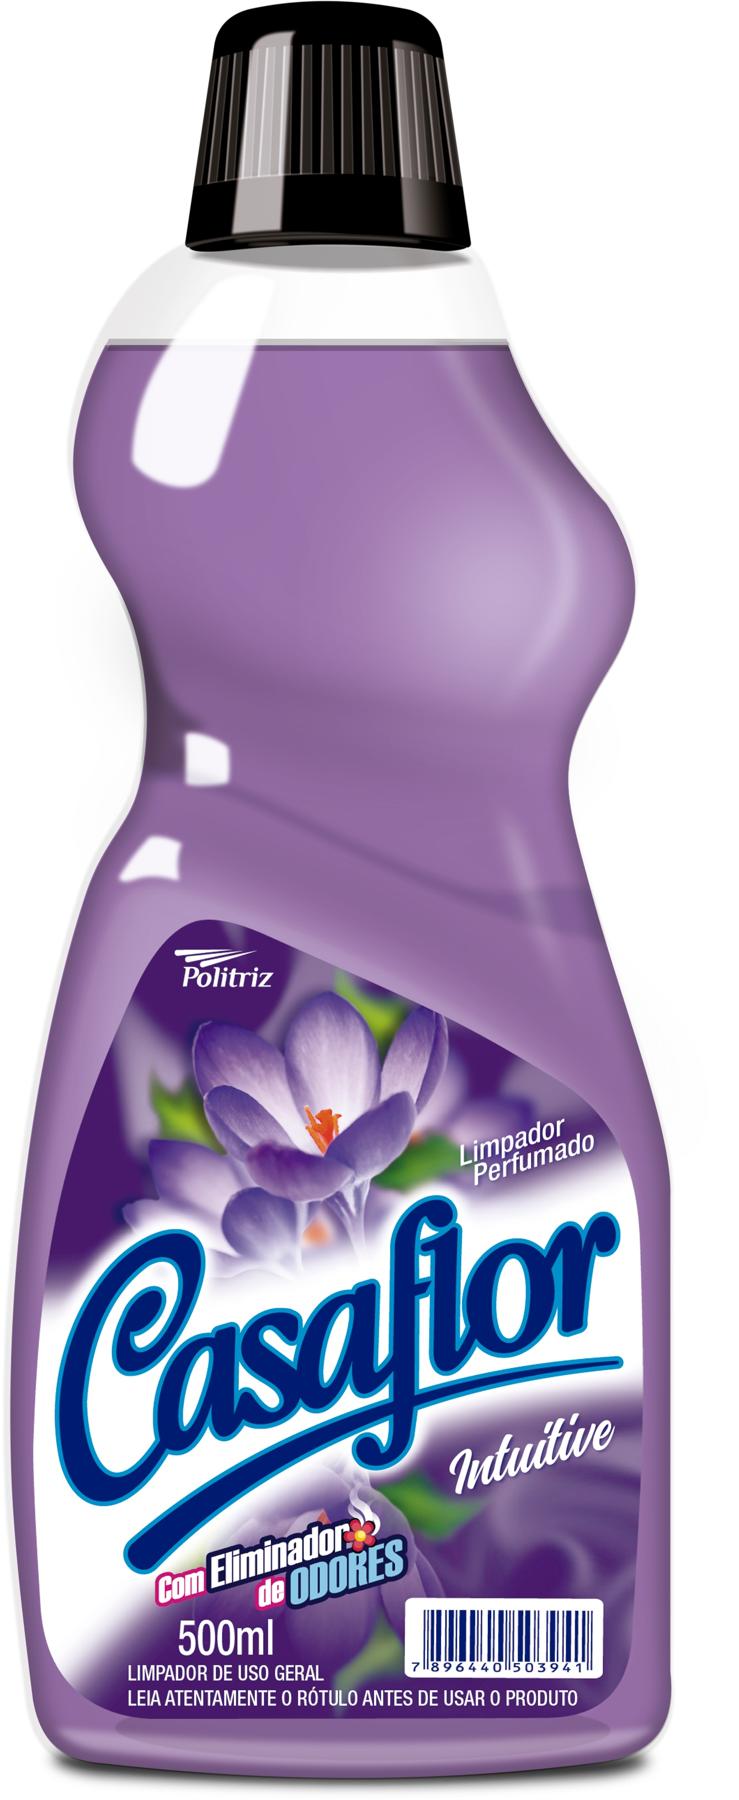 Politriz
Limpador
Perfumado
Casaflor
Intuitive
Com Eliminador
de ODORES
500ml
LIMPADOR DE USO GERAL
LEIA ATENTAMENTE O RÓTULO ANTES DE USAR O PRODUTO
7 896440 503941